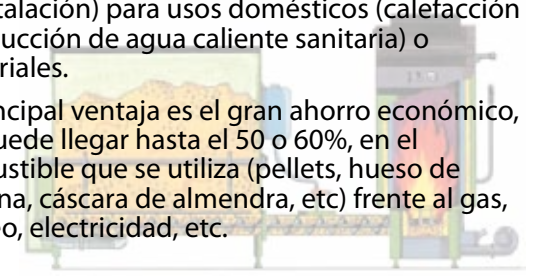 talación) para usos domésticos (calefacción
ucción de agua caliente sanitaria) o
riales.
ncipal ventaja es el gran ahorro económico,
uede llegar hasta el 50 o 60%, en el
ustible que se utiliza (pellets, hueso de
na, cáscara de almendra, etc) frente al gas,
o, electricidad, etc.